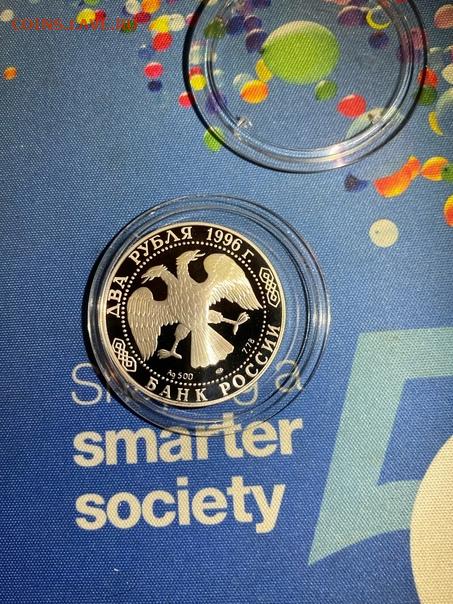 COINS.LAVE.RU
ДВА РУБЛЯ 1996 г.
Ag 500
7,78
БАНК РОССИИ
a
smarter
society